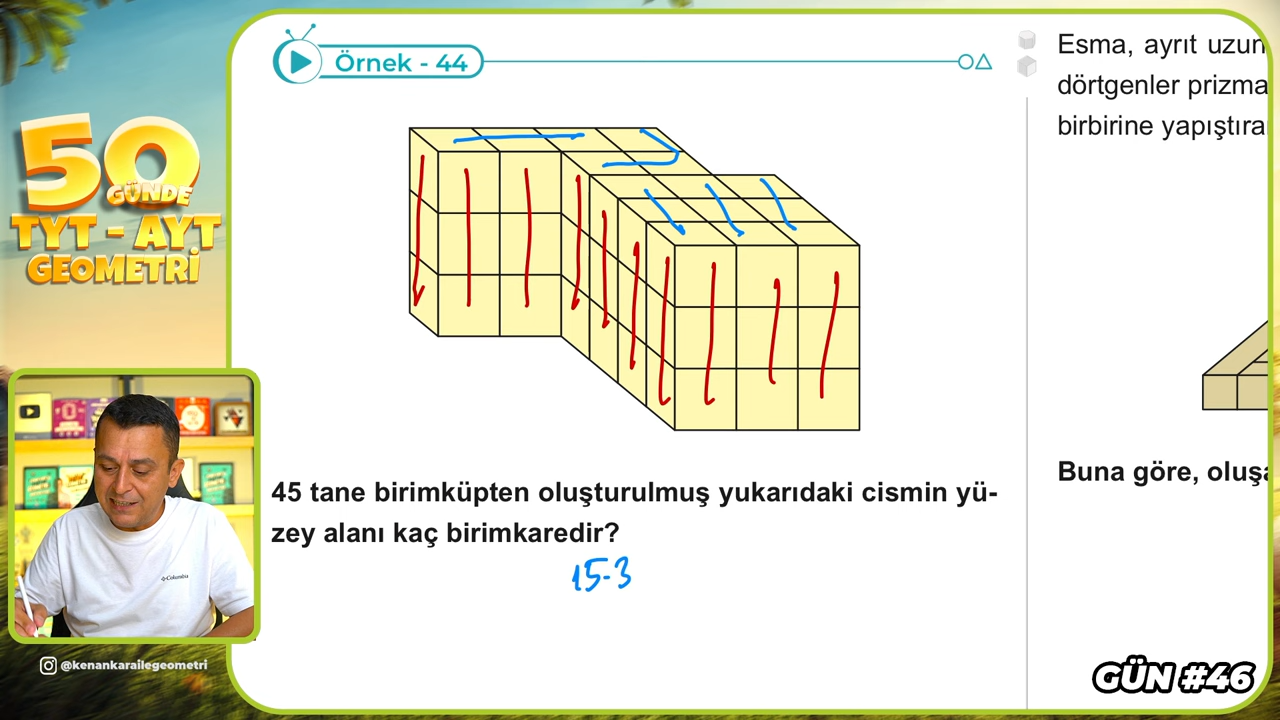 Örnek - 44
50
GÜNDE
TYT - AYT
GEOMETRİ
45 tane birimküpten oluşturulmuş yukarıdaki cismin yü-
zey alanı kaç birimkaredir?
15-3
Esma, ayrıt uzun
dörtgenler prizma
birbirine yapıştıra
Buna göre, oluşa
Columbia
@kenankarailegeometri
GÜN #46